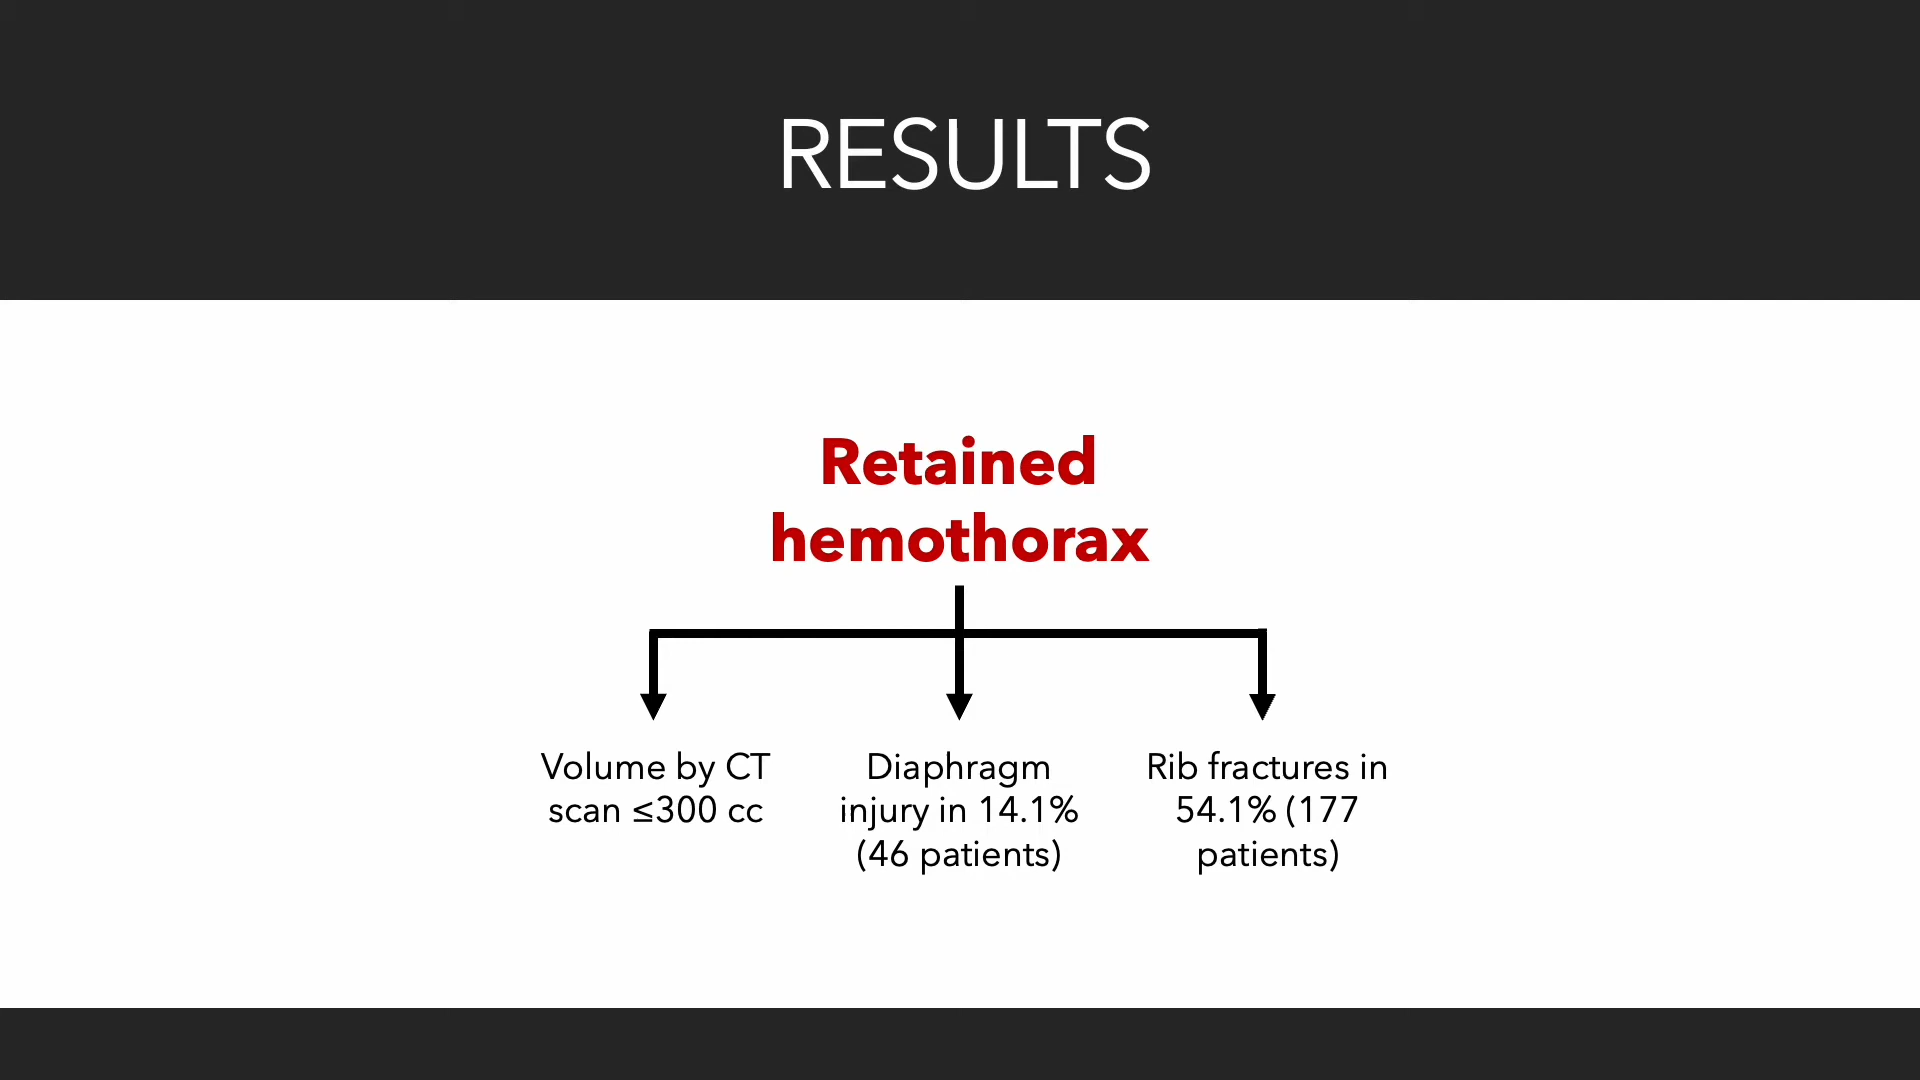 RESULTS
Retained
hemothorax
Volume by CT
scan ≤300 cc
Diaphragm
injury in 14.1%
(46 patients)
Rib fractures in
54.1% (177
patients)